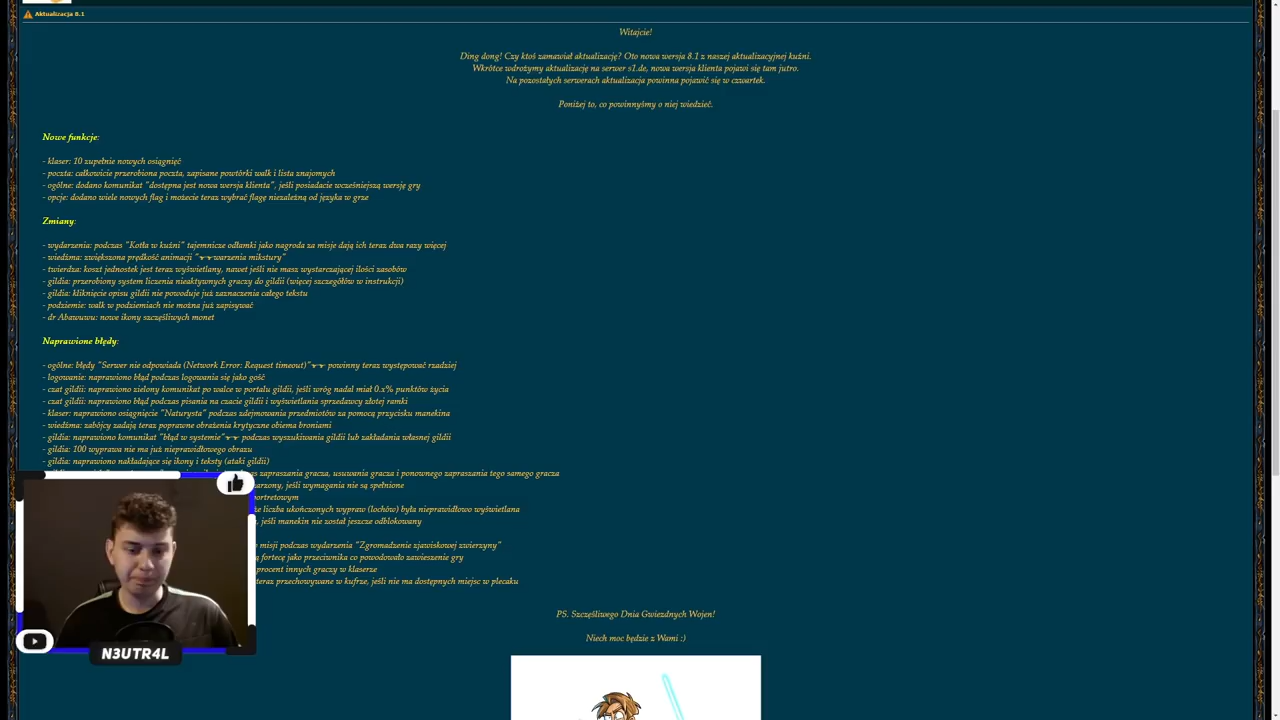 Aktualizacja 8.1
Witajcie!
Ding dong! Czy ktoś zamawiał aktualizację? Oto nowa wersja 8.1 z naszej aktualizacyjnej kuźni.
Wkrótce wdrożymy aktualizację na serwer s1.de, nowa wersja klienta pojawi się tam jutro.
Na pozostałych serwerach aktualizacja powinna pojawić się w czwartek.
Poniżej to, co powinnyśmy o niej wiedzieć.
Nowe funkcje:
- klaser: 10 zupełnie nowych osiągnięć
- poczta: całkowicie przerobiona poczta, zapisane powtórki walk i lista znajomych
- ogólne: dodano komunikat "dostępna jest nowa wersja klienta", jeśli posiadacie wcześniejszą wersję gry
- opcje: dodano wiele nowych flag i możecie teraz wybrać flagę niezależną od języka w grze
Zmiany:
- wydarzenia: podczas "Kotła w kuźni" tajemnicze odłamki jako nagroda za misje dają ich teraz dwa razy więcej
- wiedźma: zwiększona prędkość animacji "warzenia mikstury"
- twierdza: koszt jednostek jest teraz wyświetlany, nawet jeśli nie masz wystarczającej ilości zasobów
- gildia: przerobiony system liczenia nieaktywnych graczy do gildii (więcej szczegółów w instrukcji)
- gildia: kliknięcie opisu gildii nie powoduje już zaznaczenia całego tekstu
- podziemie: walk w podziemiach nie można już zapisywać
- dr Abawuwu: nowe ikony szczęśliwych monet
Naprawione błędy:
- ogólne: błędy "Serwer nie odpowiada (Network Error: Request timeout)" powinny teraz występować rzadziej
- logowanie: naprawiono błąd podczas logowania się jako gość
- czat gildii: naprawiono zielony komunikat po walce w portalu gildii, jeśli wróg nadal miał 0.x% punktów życia
- czat gildii: naprawiono błąd podczas pisania na czacie gildii i wyświetlania sprzedawcy złotej ramki
- klaser: naprawiono osiągnięcie "Naturysta" podczas zdejmowania przedmiotów za pomocą przycisku manekina
- wiedźma: zabójcy zadają teraz poprawne obrażenia krytyczne obiema broniami
- gildia: naprawiono komunikat "błąd w systemie" podczas wyszukiwania gildii lub zakładania własnej gildii
- gildia: 100 wyprawa nie ma już nieprawidłowego obrazu
- gildia: naprawiono nakładające się ikony i teksty (ataki gildii)
zapraszania gracza, usuwania gracza i ponownego zapraszania tego samego gracza
jeśli wymagania nie są spełnione
że liczba ukończonych wypraw (lochów) była nieprawidłowo wyświetlana
, jeśli manekin nie został jeszcze odblokowany
misji podczas wydarzenia "Zgromadzenie zjawiskowej zwierzyny"
fortecę jako przeciwnika co powodowało zawieszenie gry
procent innych graczy w klaserze
teraz przechowywane w kufrze, jeśli nie ma dostępnych miejsc w plecaku
N3UTR4L
PS. Szczęśliwego Dnia Gwiezdnych Wojen!
Niech moc będzie z Wami :)